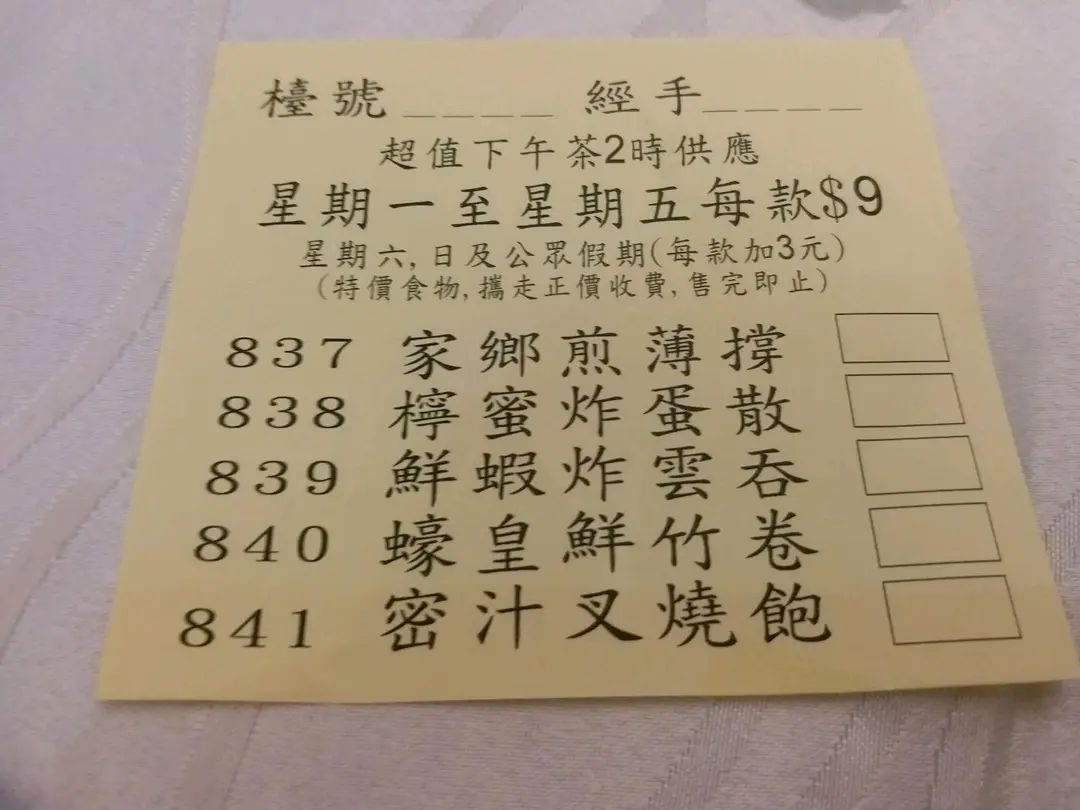 檯號____ 經手____
超值下午茶2時供應
星期一至星期五每款$9
星期六,日及公眾假期(每款加3元)
(特價食物,攜走正價收費,售完即止)
837 家鄉煎薄撐
838 檸蜜炸蛋散
839 鮮蝦炸雲吞
840 蠔皇鮮竹卷
841 密汁叉燒飽